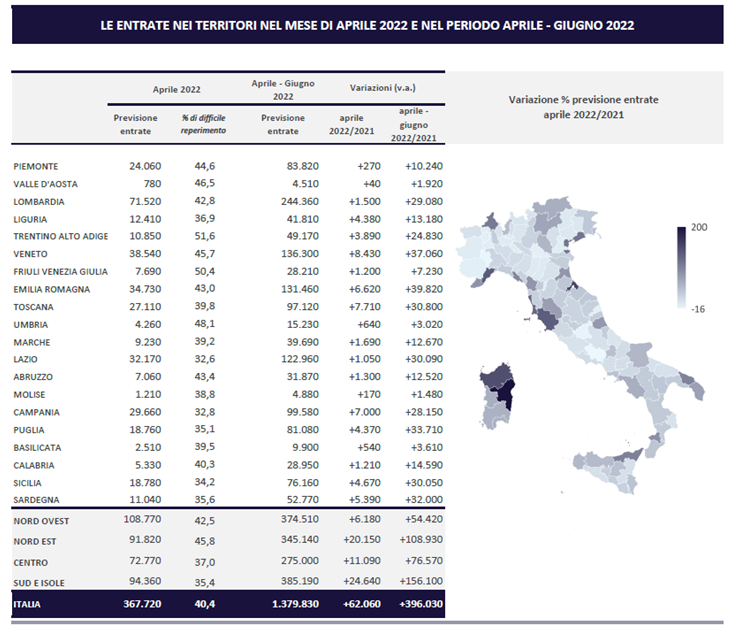 LE ENTRATE NEI TERRITORI NEL MESE DI APRILE 2022 E NEL PERIODO APRILE - GIUGNO 2022
Aprile 2022 Aprile - Giugno 2022 Variazioni (v.a.)
Previsione entrate % di difficile reperimento Previsione entrate aprile 2022/2021 aprile - giugno 2022/2021
Variazione % previsione entrate
aprile 2022/2021
PIEMONTE 24.060 44,6 83.820 +270 +10.240
VALLE D'AOSTA 780 46,5 4.510 +40 +1.920
LOMBARDIA 71.520 42,8 244.360 +1.500 +29.080
LIGURIA 12.410 36,9 41.810 +4.380 +13.180
TRENTINO ALTO ADIGE 10.850 51,6 49.170 +3.890 +24.830
VENETO 38.540 45,7 136.300 +8.430 +37.060
FRIULI VENEZIA GIULIA 7.690 50,4 28.210 +1.200 +7.230
EMILIA ROMAGNA 34.730 43,0 131.460 +6.620 +39.820
TOSCANA 27.110 39,8 97.120 +7.710 +30.800
UMBRIA 4.260 48,1 15.230 +640 +3.020
MARCHE 9.230 39,2 39.690 +1.690 +12.670
LAZIO 32.170 32,6 122.960 +1.050 +30.090
ABRUZZO 7.060 43,4 31.870 +1.300 +12.520
MOLISE 1.210 38,8 4.880 +170 +1.480
CAMPANIA 29.660 32,8 99.580 +7.000 +28.150
PUGLIA 18.760 35,1 81.080 +4.370 +33.710
BASILICATA 2.510 39,5 9.900 +540 +3.610
CALABRIA 5.330 40,3 28.950 +1.210 +14.590
SICILIA 18.780 34,2 76.160 +4.670 +30.050
SARDEGNA 11.040 35,6 52.770 +5.390 +32.000
NORD OVEST 108.770 42,5 374.510 +6.180 +54.420
NORD EST 91.820 45,8 345.140 +20.150 +108.930
CENTRO 72.770 37,0 275.000 +11.090 +76.570
SUD E ISOLE 94.360 35,4 385.190 +24.640 +156.100
ITALIA 367.720 40,4 1.379.830 +62.060 +396.030
200
-16